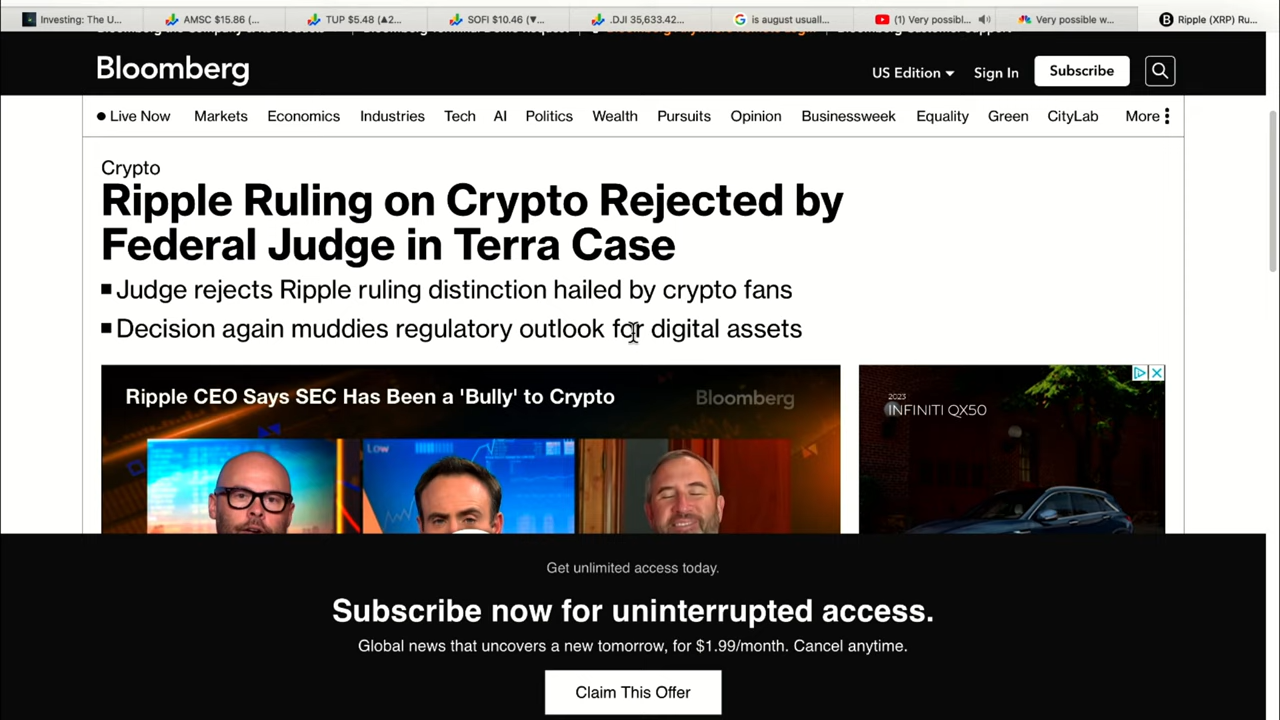 Investing: The U...
AMSC $15.86 (...
TUP $5.48 (▲2...
SOFI $10.46 (▼...
.DJI 35,633.42...
is august usuall...
(1) Very possibl...
Very possible w...
Ripple (XRP) Ru...
Bloomberg
US Edition
Sign In
Subscribe
Live Now
Markets
Economics
Industries
Tech
AI
Politics
Wealth
Pursuits
Opinion
Businessweek
Equality
Green
CityLab
More
Crypto
Ripple Ruling on Crypto Rejected by
Federal Judge in Terra Case
Judge rejects Ripple ruling distinction hailed by crypto fans
Decision again muddies regulatory outlook for digital assets
Ripple CEO Says SEC Has Been a 'Bully' to Crypto
Bloomberg
Low
2023
INFINITI QX50
Get unlimited access today.
Subscribe now for uninterrupted access.
Global news that uncovers a new tomorrow, for $1.99/month. Cancel anytime.
Claim This Offer